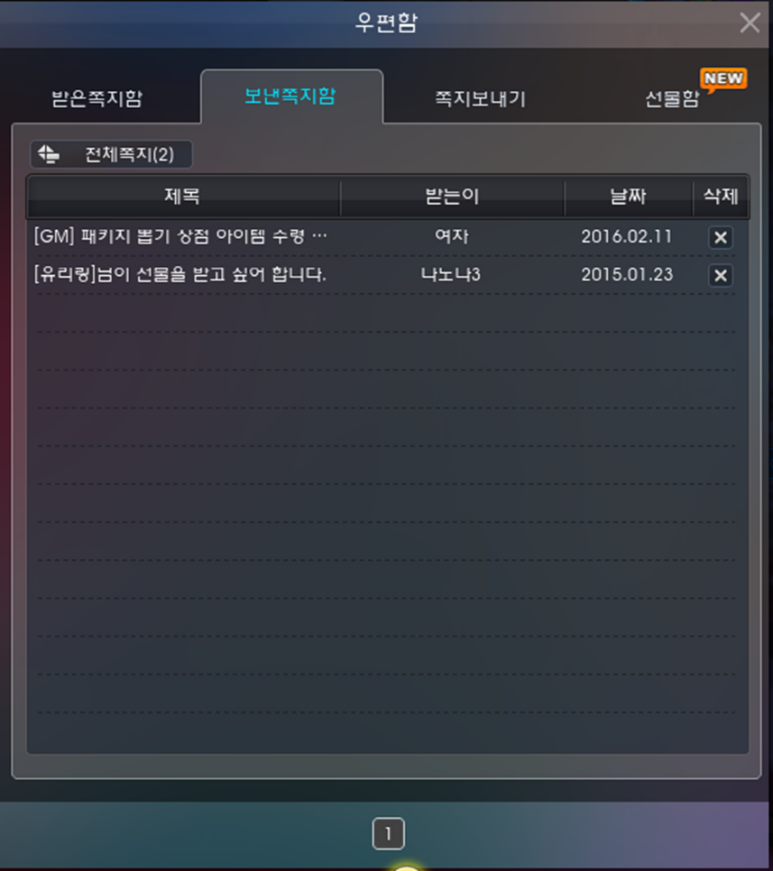 우편함
받은쪽지함
보낸쪽지함
쪽지보내기
선물함
NEW
전체쪽지(2)
제목
받는이
날짜
삭제
[GM] 패키지 뽑기 상점 아이템 수령 …
여자
2016.02.11
[유리링]님이 선물을 받고 싶어 합니다.
나노나3
2015.01.23
1